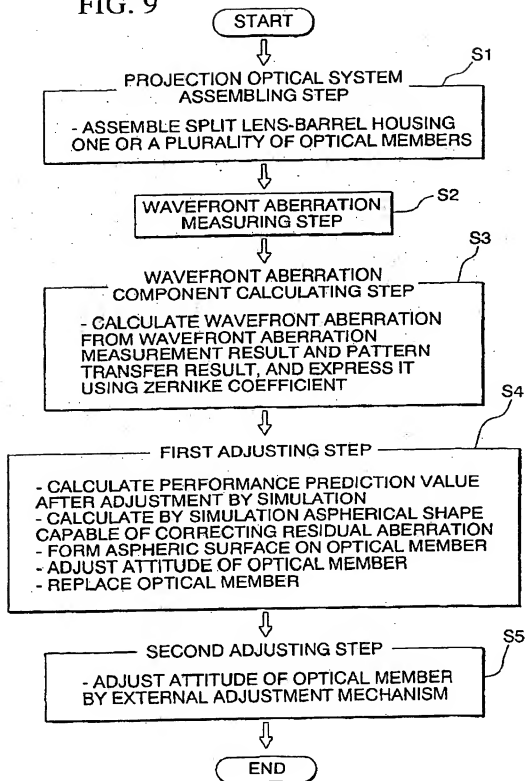 FIG. 9
START
S1
PROJECTION OPTICAL SYSTEM
ASSEMBLING STEP
- ASSEMBLE SPLIT LENS-BARREL HOUSING
ONE OR A PLURALITY OF OPTICAL MEMBERS
S2
WAVEFRONT ABERRATION
MEASURING STEP
S3
WAVEFRONT ABERRATION
COMPONENT CALCULATING STEP
- CALCULATE WAVEFRONT ABERRATION
FROM WAVEFRONT ABERRATION
MEASUREMENT RESULT AND PATTERN
TRANSFER RESULT, AND EXPRESS IT
USING ZERNIKE COEFFICIENT
S4
FIRST ADJUSTING STEP
- CALCULATE PERFORMANCE PREDICTION VALUE
AFTER ADJUSTMENT BY SIMULATION
- CALCULATE BY SIMULATION ASPHERICAL SHAPE
CAPABLE OF CORRECTING RESIDUAL ABERRATION
- FORM ASPHERIC SURFACE ON OPTICAL MEMBER
- ADJUST ATTITUDE OF OPTICAL MEMBER
- REPLACE OPTICAL MEMBER
S5
SECOND ADJUSTING STEP
- ADJUST ATTITUDE OF OPTICAL MEMBER
BY EXTERNAL ADJUSTMENT MECHANISM
END